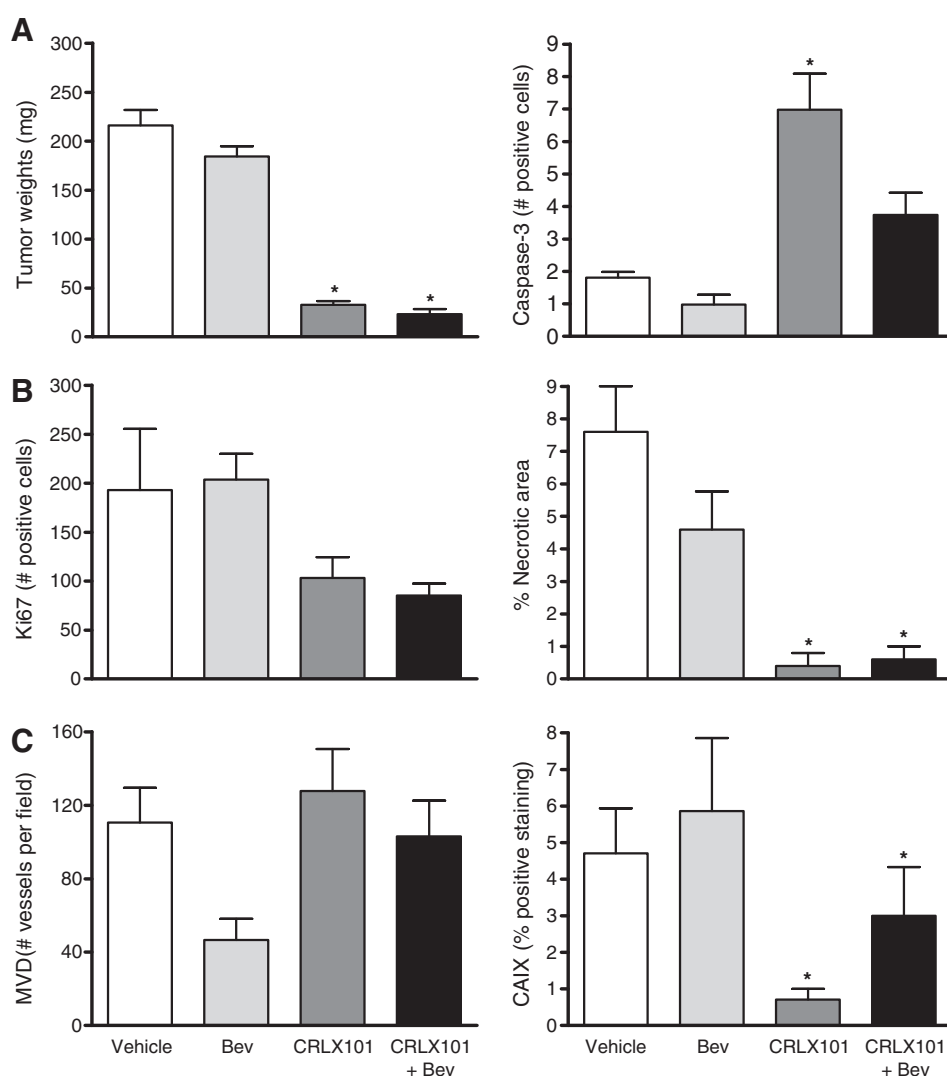 A
Tumor weights (mg)
300
250
200
150
100
50
0
*
*
Caspase-3 (# positive cells)
9
8
7
6
5
4
3
2
1
0
*
B
Ki67 (# positive cells)
300
250
200
150
100
50
0
% Necrotic area
9
8
7
6
5
4
3
2
1
0
*
*
C
MVD(# vessels per field)
160
120
80
40
0
Vehicle
Bev
CRLX101
CRLX101
+ Bev
CAIX (% positive staining)
8
7
6
5
4
3
2
1
0
*
*
Vehicle
Bev
CRLX101
CRLX101
+ Bev